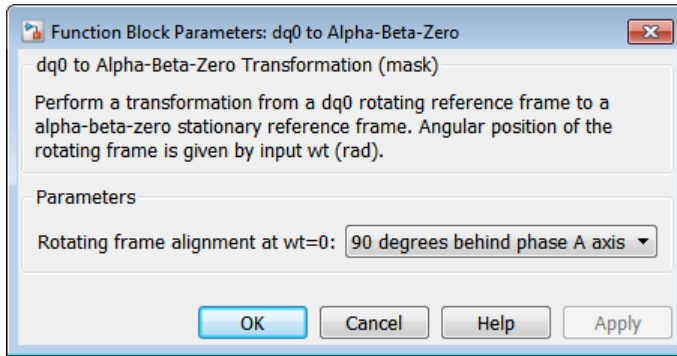 Function Block Parameters: dq0 to Alpha-Beta-Zero
dq0 to Alpha-Beta-Zero Transformation (mask)
Perform a transformation from a dq0 rotating reference frame to a
alpha-beta-zero stationary reference frame. Angular position of the
rotating frame is given by input wt (rad).
Parameters
Rotating frame alignment at wt=0: 90 degrees behind phase A axis
OK Cancel Help Apply